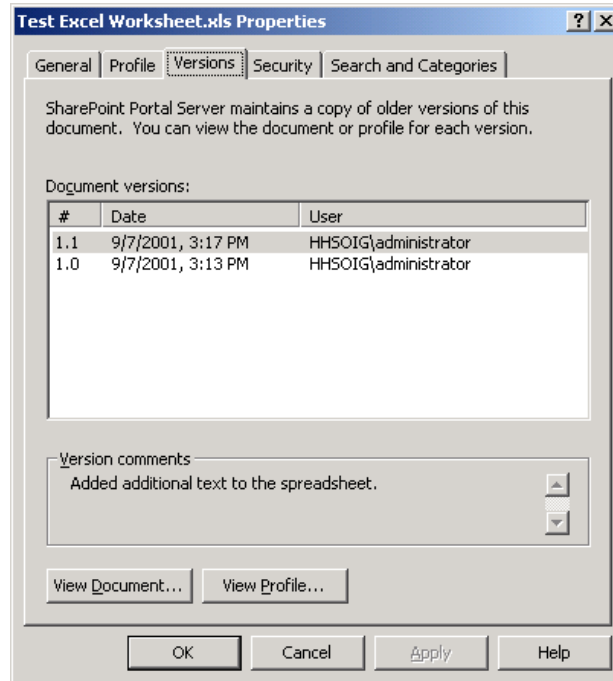 Test Excel Worksheet.xls Properties
General Profile Versions Security Search and Categories
SharePoint Portal Server maintains a copy of older versions of this
document. You can view the document or profile for each version.
Document versions:
# Date User
1.1 9/7/2001, 3:17 PM HHSOIG\administrator
1.0 9/7/2001, 3:13 PM HHSOIG\administrator
Version comments
Added additional text to the spreadsheet.
View Document... View Profile...
OK Cancel Apply Help